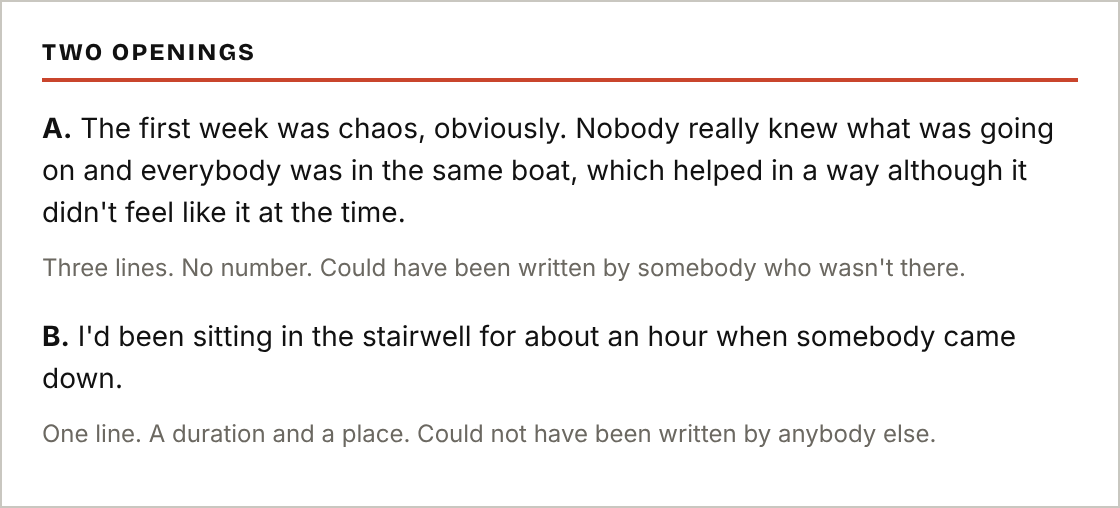 TWO OPENINGS
A. The first week was chaos, obviously. Nobody really knew what was going
on and everybody was in the same boat, which helped in a way although it
didn't feel like it at the time.
Three lines. No number. Could have been written by somebody who wasn't there.
B. I'd been sitting in the stairwell for about an hour when somebody came
down.
One line. A duration and a place. Could not have been written by anybody else.